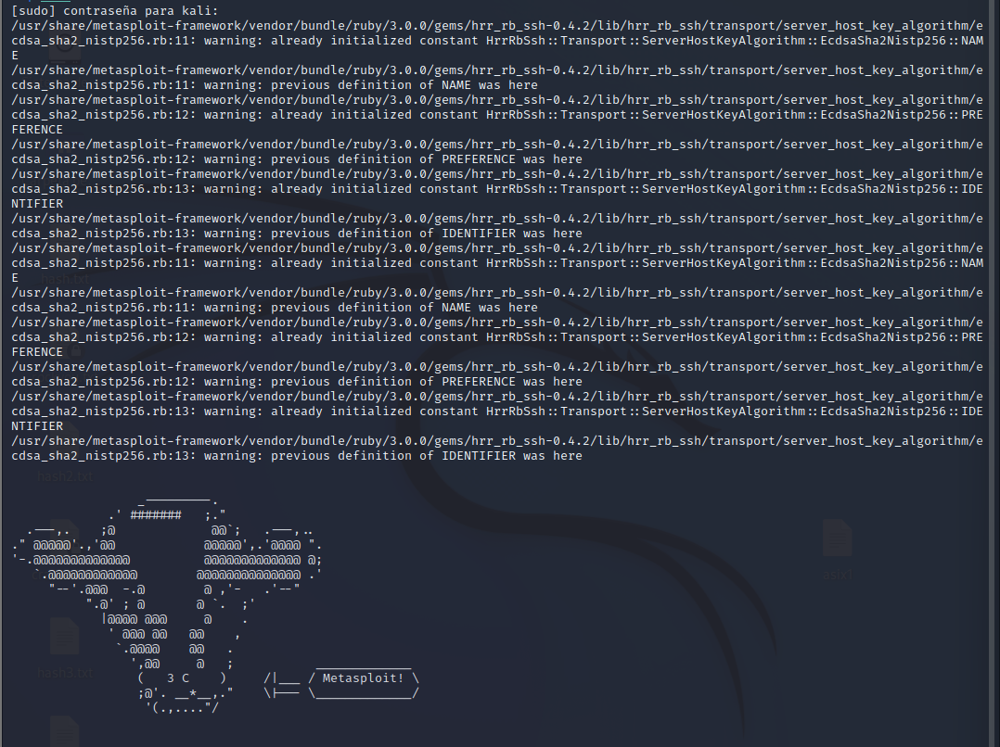 [sudo] contraseña para kali:
/usr/share/metasploit-framework/vendor/bundle/ruby/3.0.0/gems/hrr_rb_ssh-0.4.2/lib/hrr_rb_ssh/transport/server_host_key_algorithm/e
cdsa_sha2_nistp256.rb:11: warning: already initialized constant HrrRbSsh::Transport::ServerHostKeyAlgorithm::EcdsaSha2Nistp256::NAM
E
/usr/share/metasploit-framework/vendor/bundle/ruby/3.0.0/gems/hrr_rb_ssh-0.4.2/lib/hrr_rb_ssh/transport/server_host_key_algorithm/e
cdsa_sha2_nistp256.rb:11: warning: previous definition of NAME was here
/usr/share/metasploit-framework/vendor/bundle/ruby/3.0.0/gems/hrr_rb_ssh-0.4.2/lib/hrr_rb_ssh/transport/server_host_key_algorithm/e
cdsa_sha2_nistp256.rb:12: warning: already initialized constant HrrRbSsh::Transport::ServerHostKeyAlgorithm::EcdsaSha2Nistp256::PRE
FERENCE
/usr/share/metasploit-framework/vendor/bundle/ruby/3.0.0/gems/hrr_rb_ssh-0.4.2/lib/hrr_rb_ssh/transport/server_host_key_algorithm/e
cdsa_sha2_nistp256.rb:12: warning: previous definition of PREFERENCE was here
/usr/share/metasploit-framework/vendor/bundle/ruby/3.0.0/gems/hrr_rb_ssh-0.4.2/lib/hrr_rb_ssh/transport/server_host_key_algorithm/e
cdsa_sha2_nistp256.rb:13: warning: already initialized constant HrrRbSsh::Transport::ServerHostKeyAlgorithm::EcdsaSha2Nistp256::IDE
NTIFIER
/usr/share/metasploit-framework/vendor/bundle/ruby/3.0.0/gems/hrr_rb_ssh-0.4.2/lib/hrr_rb_ssh/transport/server_host_key_algorithm/e
cdsa_sha2_nistp256.rb:13: warning: previous definition of IDENTIFIER was here
/usr/share/metasploit-framework/vendor/bundle/ruby/3.0.0/gems/hrr_rb_ssh-0.4.2/lib/hrr_rb_ssh/transport/server_host_key_algorithm/e
cdsa_sha2_nistp256.rb:11: warning: already initialized constant HrrRbSsh::Transport::ServerHostKeyAlgorithm::EcdsaSha2Nistp256::NAM
E
/usr/share/metasploit-framework/vendor/bundle/ruby/3.0.0/gems/hrr_rb_ssh-0.4.2/lib/hrr_rb_ssh/transport/server_host_key_algorithm/e
cdsa_sha2_nistp256.rb:11: warning: previous definition of NAME was here
/usr/share/metasploit-framework/vendor/bundle/ruby/3.0.0/gems/hrr_rb_ssh-0.4.2/lib/hrr_rb_ssh/transport/server_host_key_algorithm/e
cdsa_sha2_nistp256.rb:12: warning: already initialized constant HrrRbSsh::Transport::ServerHostKeyAlgorithm::EcdsaSha2Nistp256::PRE
FERENCE
/usr/share/metasploit-framework/vendor/bundle/ruby/3.0.0/gems/hrr_rb_ssh-0.4.2/lib/hrr_rb_ssh/transport/server_host_key_algorithm/e
cdsa_sha2_nistp256.rb:12: warning: previous definition of PREFERENCE was here
/usr/share/metasploit-framework/vendor/bundle/ruby/3.0.0/gems/hrr_rb_ssh-0.4.2/lib/hrr_rb_ssh/transport/server_host_key_algorithm/e
cdsa_sha2_nistp256.rb:13: warning: already initialized constant HrrRbSsh::Transport::ServerHostKeyAlgorithm::EcdsaSha2Nistp256::IDE
NTIFIER
/usr/share/metasploit-framework/vendor/bundle/ruby/3.0.0/gems/hrr_rb_ssh-0.4.2/lib/hrr_rb_ssh/transport/server_host_key_algorithm/e
cdsa_sha2_nistp256.rb:13: warning: previous definition of IDENTIFIER was here
hash.txt
hash2.txt
asix1
hash3.txt
3 C
Metasploit!